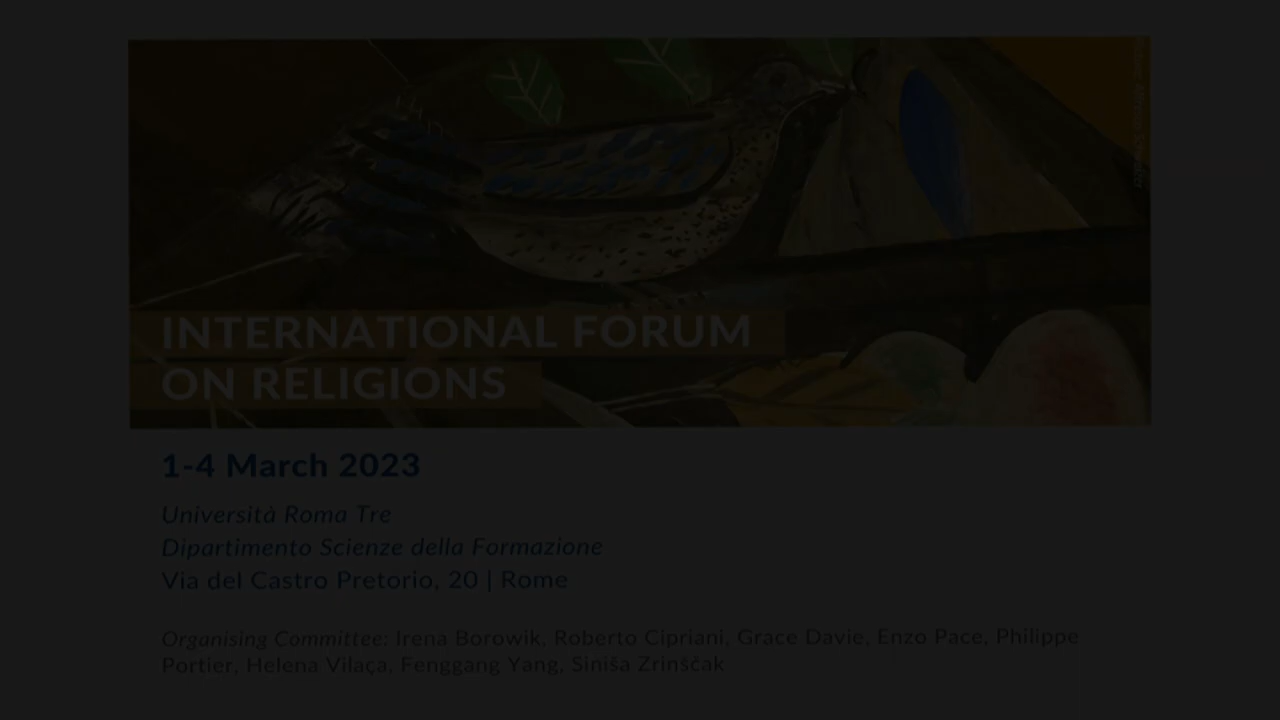 INTERNATIONAL FORUM
ON RELIGIONS
1-4 March 2023
Università Roma Tre
Dipartimento Scienze della Formazione
Via del Castro Pretorio, 20 | Rome
Organising Committee: Irena Borowik, Roberto Cipriani, Grace Davie, Enzo Pace, Philippe
Portier, Helena Vilaça, Fenggang Yang, Siniša Zrinščak